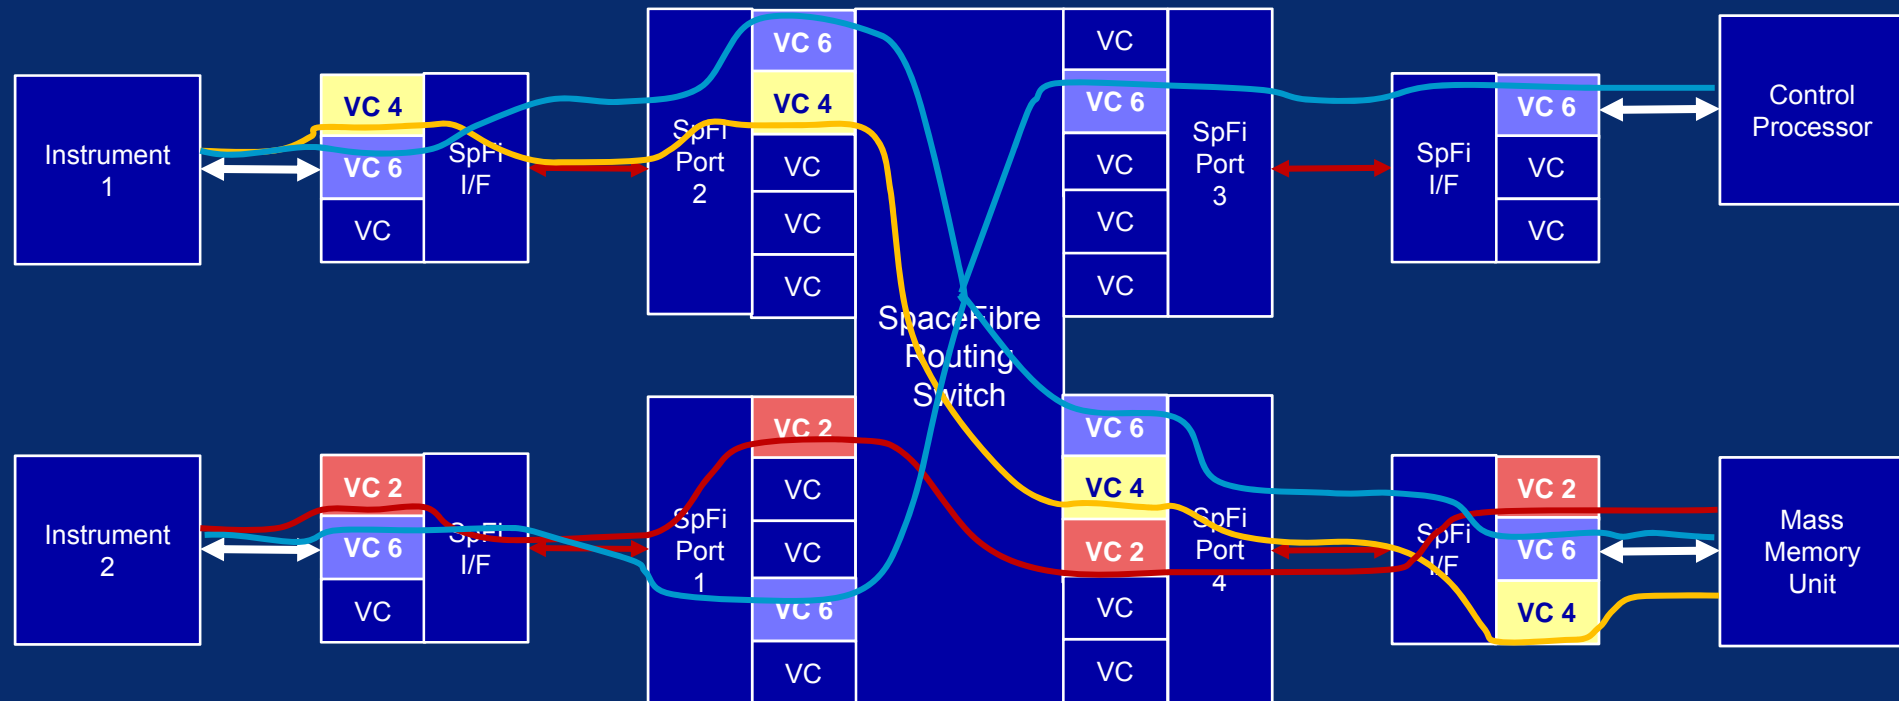 Instrument
1
VC 4
VC 6
VC
SpFi
I/F
SpFi
Port
2
VC 6
VC 4
VC
VC
VC
SpaceFibre
Routing
Switch
VC
VC 6
VC
VC
VC
SpFi
Port
3
SpFi
I/F
VC 6
VC
VC
Control
Processor
Instrument
2
VC 2
VC 6
VC
SpFi
I/F
SpFi
Port
1
VC 2
VC
VC
VC 6
VC
VC 6
VC 4
VC 2
VC
VC
SpFi
Port
4
SpFi
I/F
VC 2
VC 6
VC 4
Mass
Memory
Unit